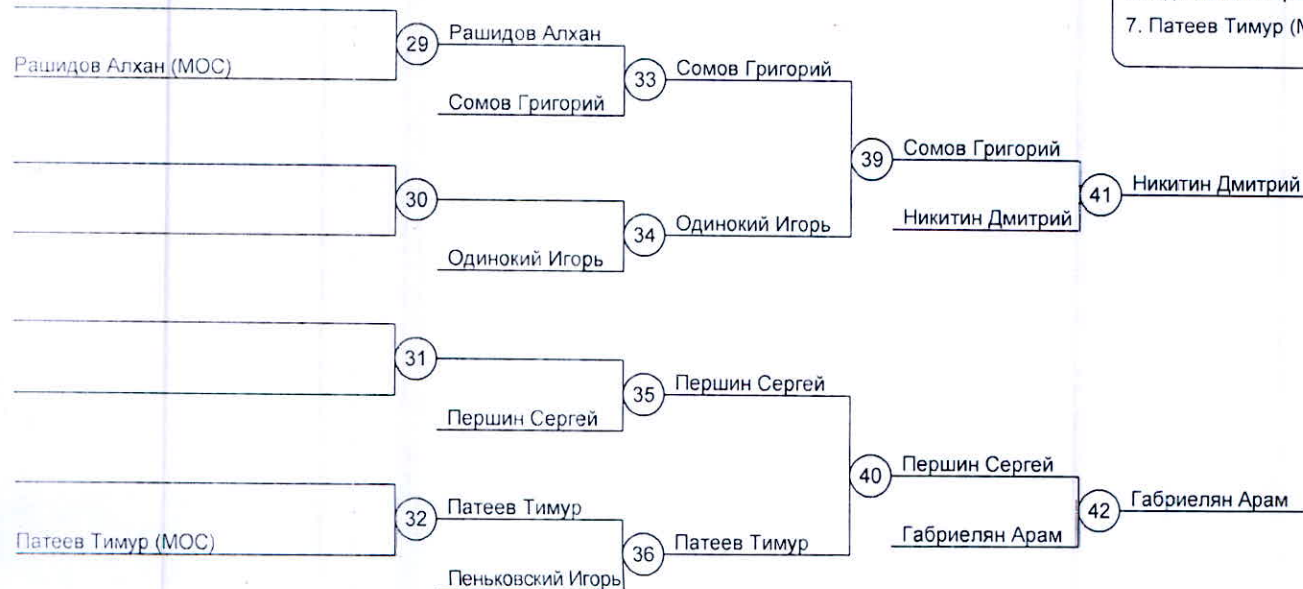 7. Патеев Тимур (М
Рашидов Алхан (МОС)
29
Рашидов Алхан
Сомов Григорий
33
Сомов Григорий
39
Сомов Григорий
Никитин Дмитрий
41
Никитин Дмитрий
30
Одинокий Игорь
34
Одинокий Игорь
31
Першин Сергей
35
Першин Сергей
40
Першин Сергей
Габриелян Арам
42
Габриелян Арам
Патеев Тимур (МОС)
32
Патеев Тимур
Пеньковский Игорь
36
Патеев Тимур